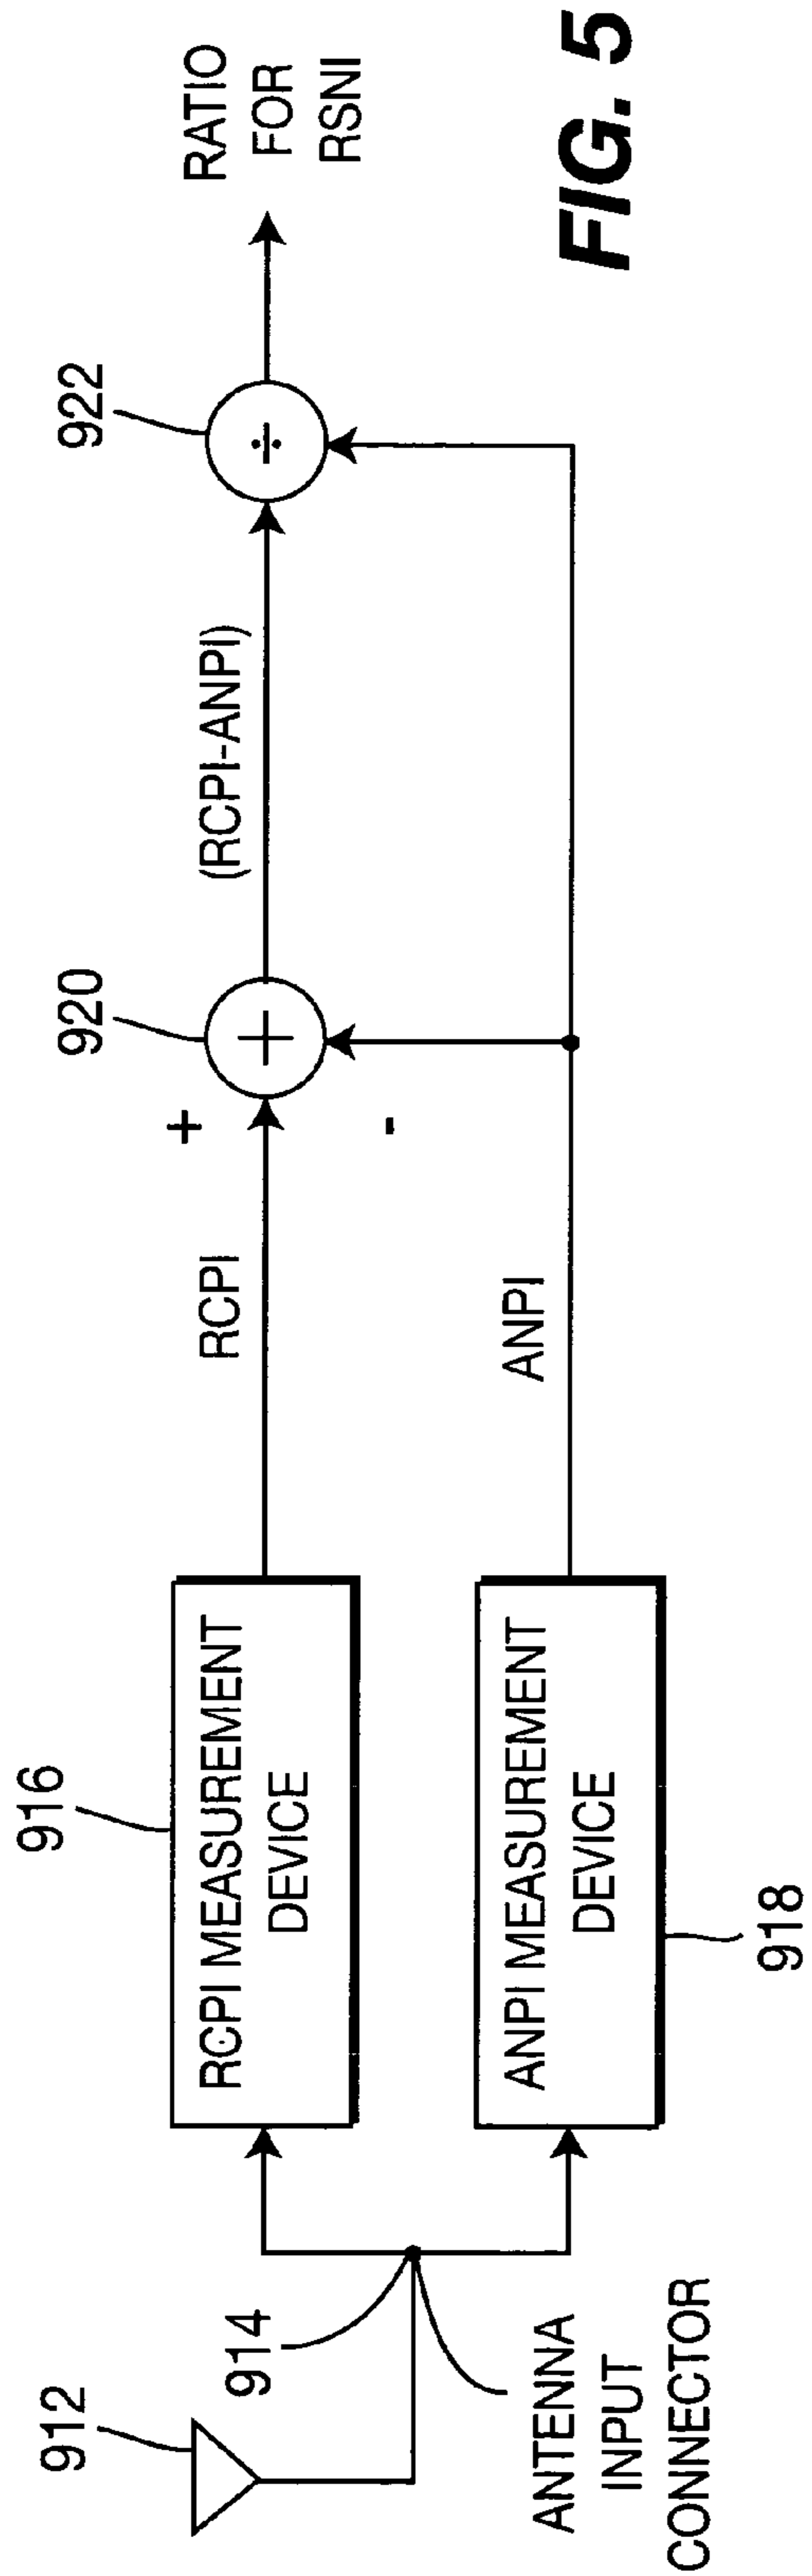 912
914
ANTENNA
INPUT
CONNECTOR
916
RCPI MEASUREMENT
DEVICE
918
ANPI MEASUREMENT
DEVICE
RCPI
ANPI
+
-
920
+
(RCPI-ANPI)
922
÷
RATIO
FOR
RSNI
FIG. 5